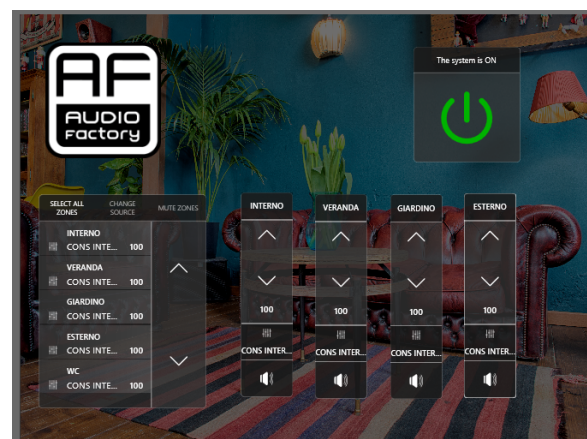 AF
AUDIO
Factory
The system is ON
SELECT ALL
ZONES
CHANGE
SOURCE
MUTE ZONES
INTERNO
CONS INTE... 100
VERANDA
CONS INTE... 100
GIARDINO
CONS INTE... 100
ESTERNO
CONS INTE... 100
WC
CONS INTE... 100
INTERNO
100
CONS INTER...
VERANDA
100
CONS INTER...
GIARDINO
100
CONS INTER...
ESTERNO
100
CONS INTER...